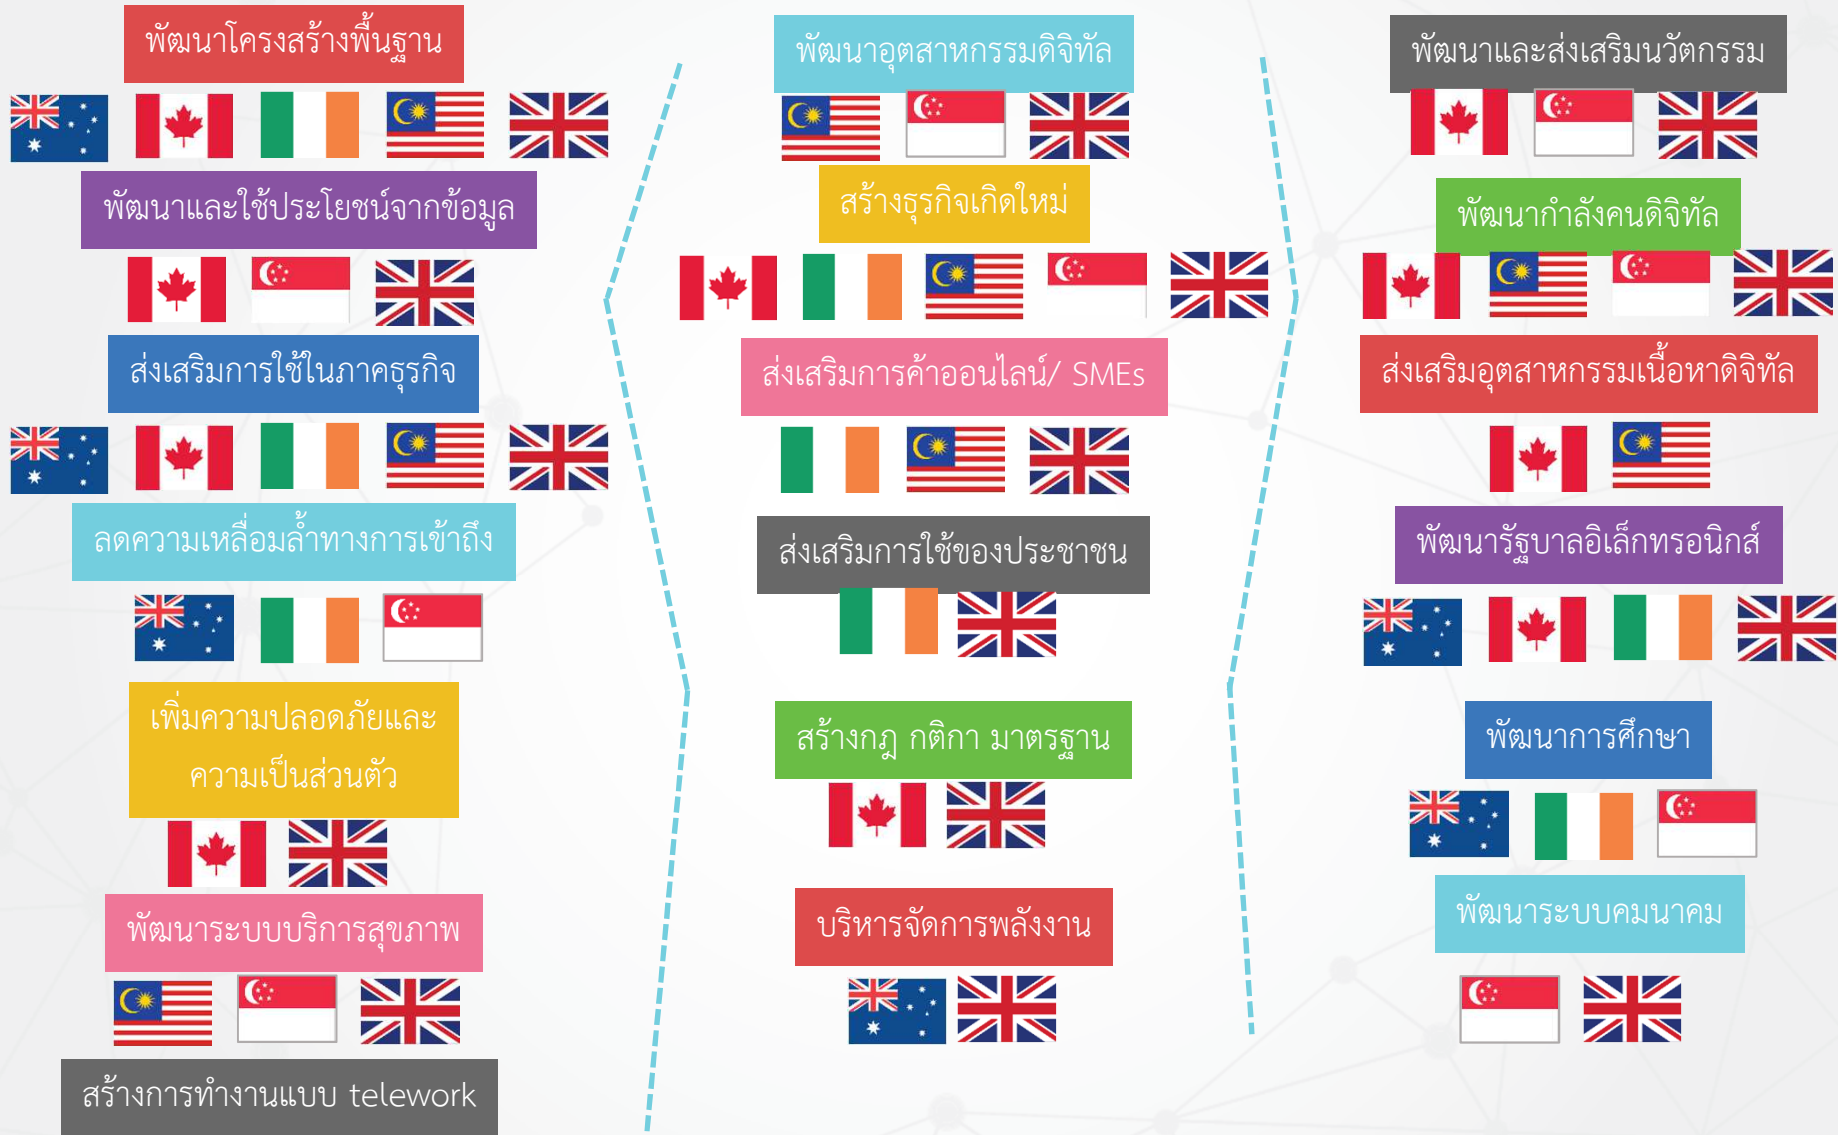 พัฒนาโครงสร้างพื้นฐาน
พัฒนาและใช้ประโยชน์จากข้อมูล
ส่งเสริมการใช้ในภาคธุรกิจ
ลดความเหลื่อมล้ำทางการเข้าถึง
เพิ่มความปลอดภัยและ
ความเป็นส่วนตัว
พัฒนาระบบบริการสุขภาพ
สร้างการทำงานแบบ telework
พัฒนาอุตสาหกรรมดิจิทัล
สร้างธุรกิจเกิดใหม่
ส่งเสริมการค้าออนไลน์/ SMEs
ส่งเสริมการใช้ของประชาชน
สร้างกฎ กติกา มาตรฐาน
บริหารจัดการพลังงาน
พัฒนาและส่งเสริมนวัตกรรม
พัฒนากำลังคนดิจิทัล
ส่งเสริมอุตสาหกรรมเนื้อหาดิจิทัล
พัฒนารัฐบาลอิเล็กทรอนิกส์
พัฒนาการศึกษา
พัฒนาระบบคมนาคม